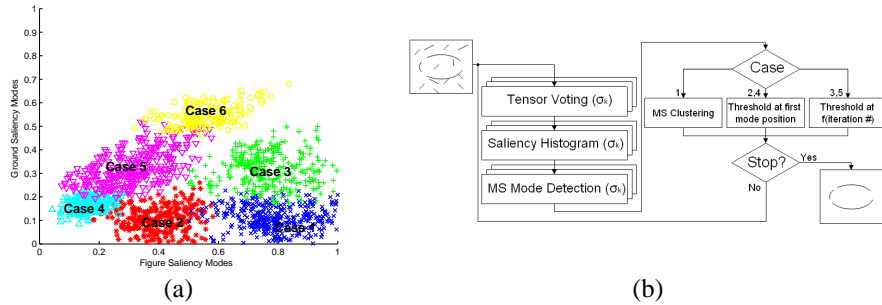 1
0.9
0.8
0.7
0.6
0.5
0.4
0.3
0.2
0.1
0
Ground Saliency Modes
Case 6
Case 5
Case 3
Case 4
Case 2
Case 1
0 0.2 0.4 0.6 0.8 1
Figure Saliency Modes
(a)
Tensor Voting (σk)
Saliency Histogram (σk)
MS Mode Detection (σk)
Case
1
2,4
3,5
MS Clustering
Threshold at first
mode position
Threshold at
f(iteration #)
Stop?
Yes
No
(b)